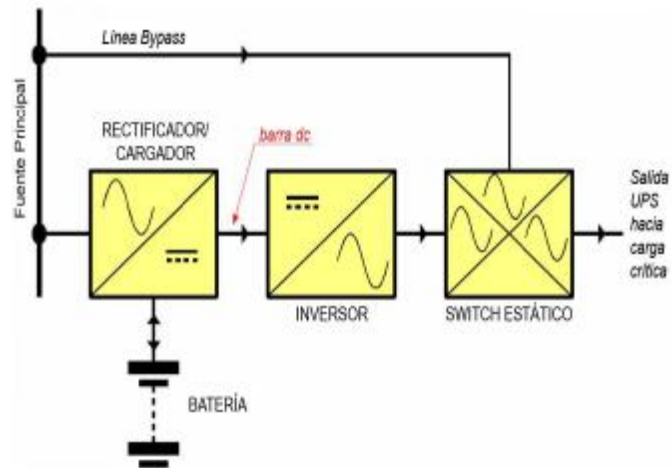 Línea Bypass
Fuente Principal
RECTIFICADOR/
CARGADOR
barra dc
Salida
UPS
hacia
carga
crítica
INVERSOR
SWITCH ESTÁTICO
BATERÍA